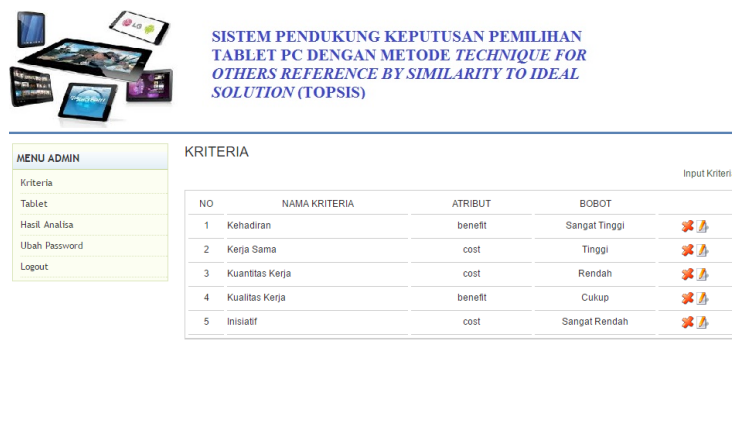 LG
SISTEM PENDUKUNG KEPUTUSAN PEMILIHAN
TABLET PC DENGAN METODE TECHNIQUE FOR
OTHERS REFERENCE BY SIMILARITY TO IDEAL
SOLUTION (TOPSIS)
MENU ADMIN
Kriteria
Tablet
Hasil Analisa
Ubah Password
Logout
KRITERIA
Input Kriteria
NO NAMA KRITERIA ATRIBUT BOBOT
1 Kehadiran benefit Sangat Tinggi
2 Kerja Sama cost Tinggi
3 Kuantitas Kerja cost Rendah
4 Kualitas Kerja benefit Cukup
5 Inisiatif cost Sangat Rendah